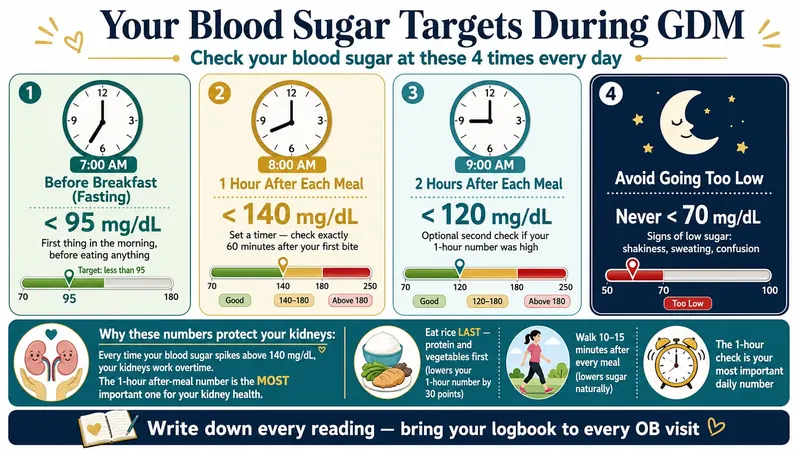 Your Blood Sugar Targets During GDM
Check your blood sugar at these 4 times every day
1
12
3
6
9
7:00 AM
Before Breakfast
(Fasting)
< 95 mg/dL
First thing in the morning,
before eating anything
Target: less than 95
70
95
180
2
12
3
6
9
8:00 AM
1 Hour After Each Meal
< 140 mg/dL
Set a timer — check exactly
60 minutes after your first bite
70
140
180
250
Good
140–180
Above 180
3
12
3
6
9
9:00 AM
2 Hours After Each Meal
< 120 mg/dL
Optional second check if your
1-hour number was high
70
120
180
250
Good
120–180
Above 180
4
Avoid Going Too Low
Never < 70 mg/dL
Signs of low sugar:
shakiness, sweating, confusion
50
70
100
Too Low
Why these numbers protect your kidneys:
Every time your blood sugar spikes above 140 mg/dL,
your kidneys work overtime.
The 1-hour after-meal number is the MOST
important one for your kidney health.
Eat rice LAST —
protein and
vegetables first
(lowers your
1-hour number by
30 points)
Walk 10–15
minutes after
every meal
(lowers sugar
naturally)
12
3
6
9
The 1-hour
check is your
most important
daily number
Write down every reading — bring your logbook to every OB visit